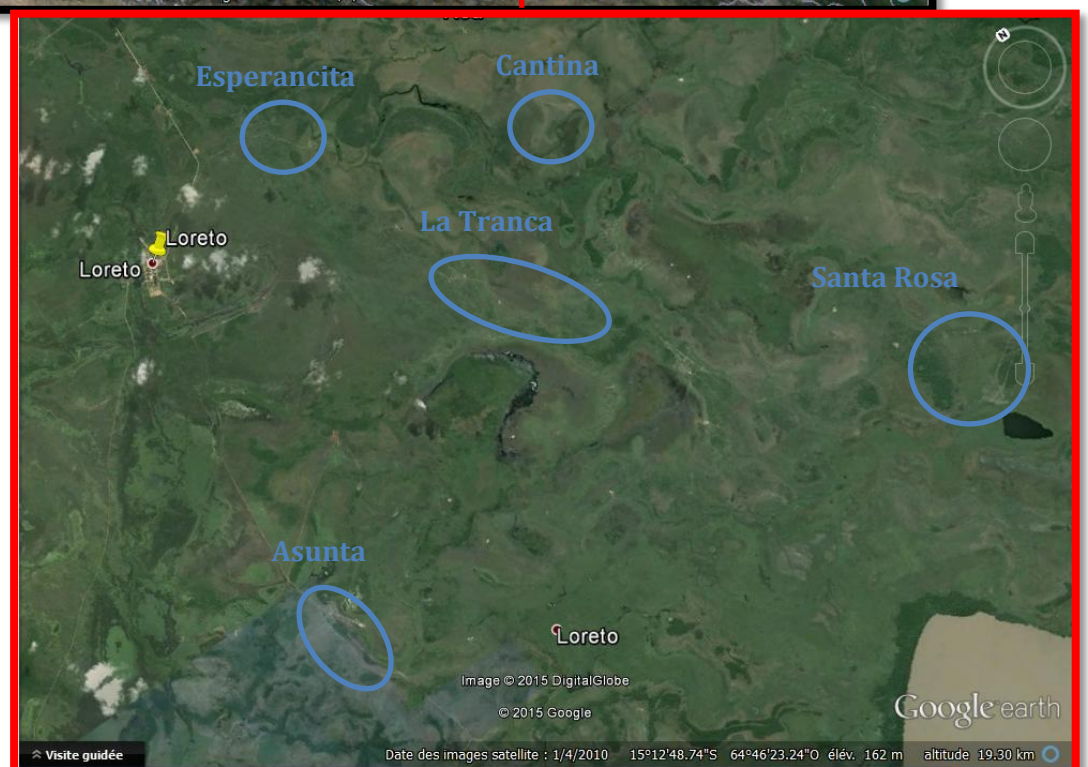 Esperancita
Cantina
La Tranca
Loreto
Loreto
Santa Rosa
Asunta
Loreto
Image © 2015 DigitalGlobe
© 2015 Google
Google earth
Visite guidée
Date des images satellite : 1/4/2010 15°12'48.74"S 64°46'23.24"O élév. 162 m altitude 19.30 km